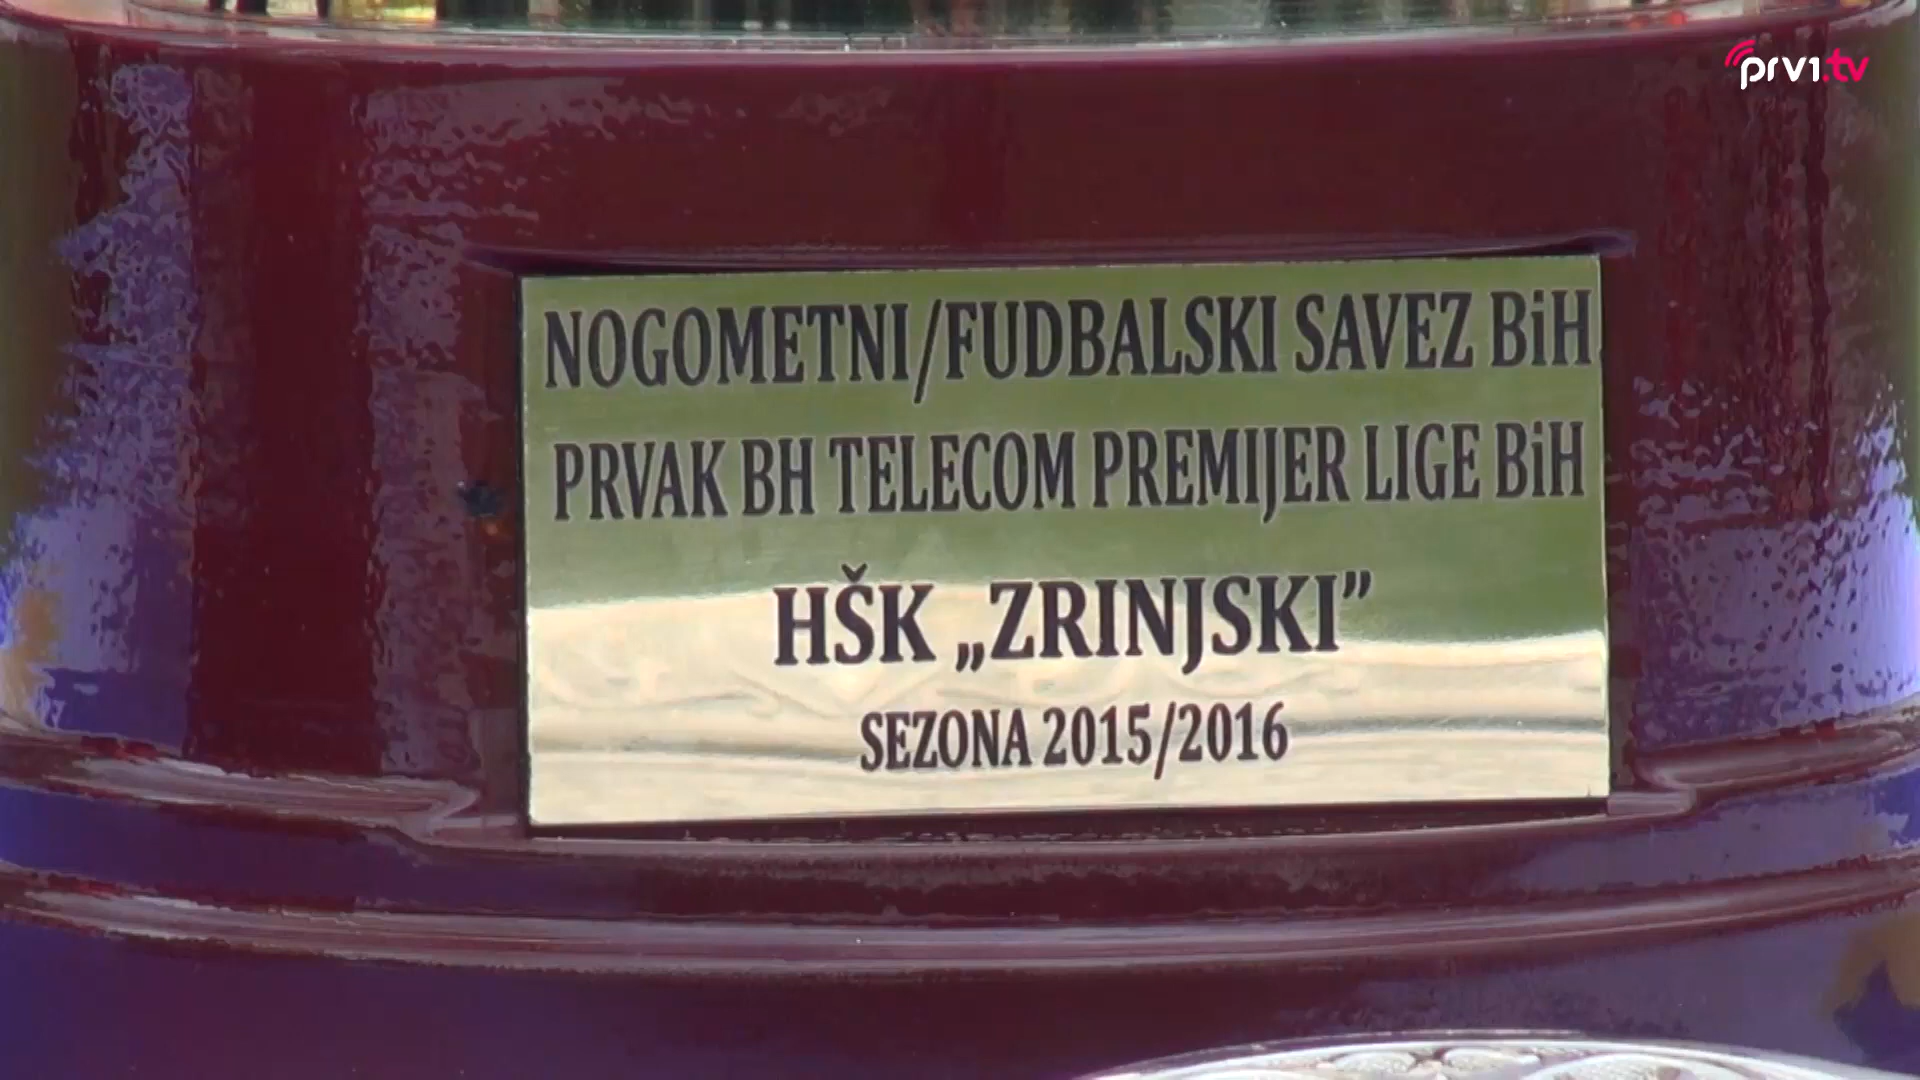 prv1.tv
NOGOMETNI/FUDBALSKI SAVEZ BiH
PRVAK BH TELECOM PREMIJER LIGE BiH
HŠK „ZRINJSKI”
SEZONA 2015/2016